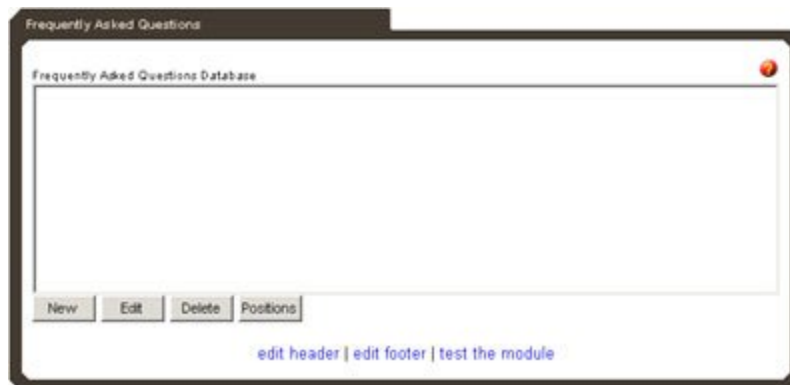 Frequently Asked Questions
?
Frequently Asked Questions Database
New Edit Delete Positions
edit header | edit footer | test the module